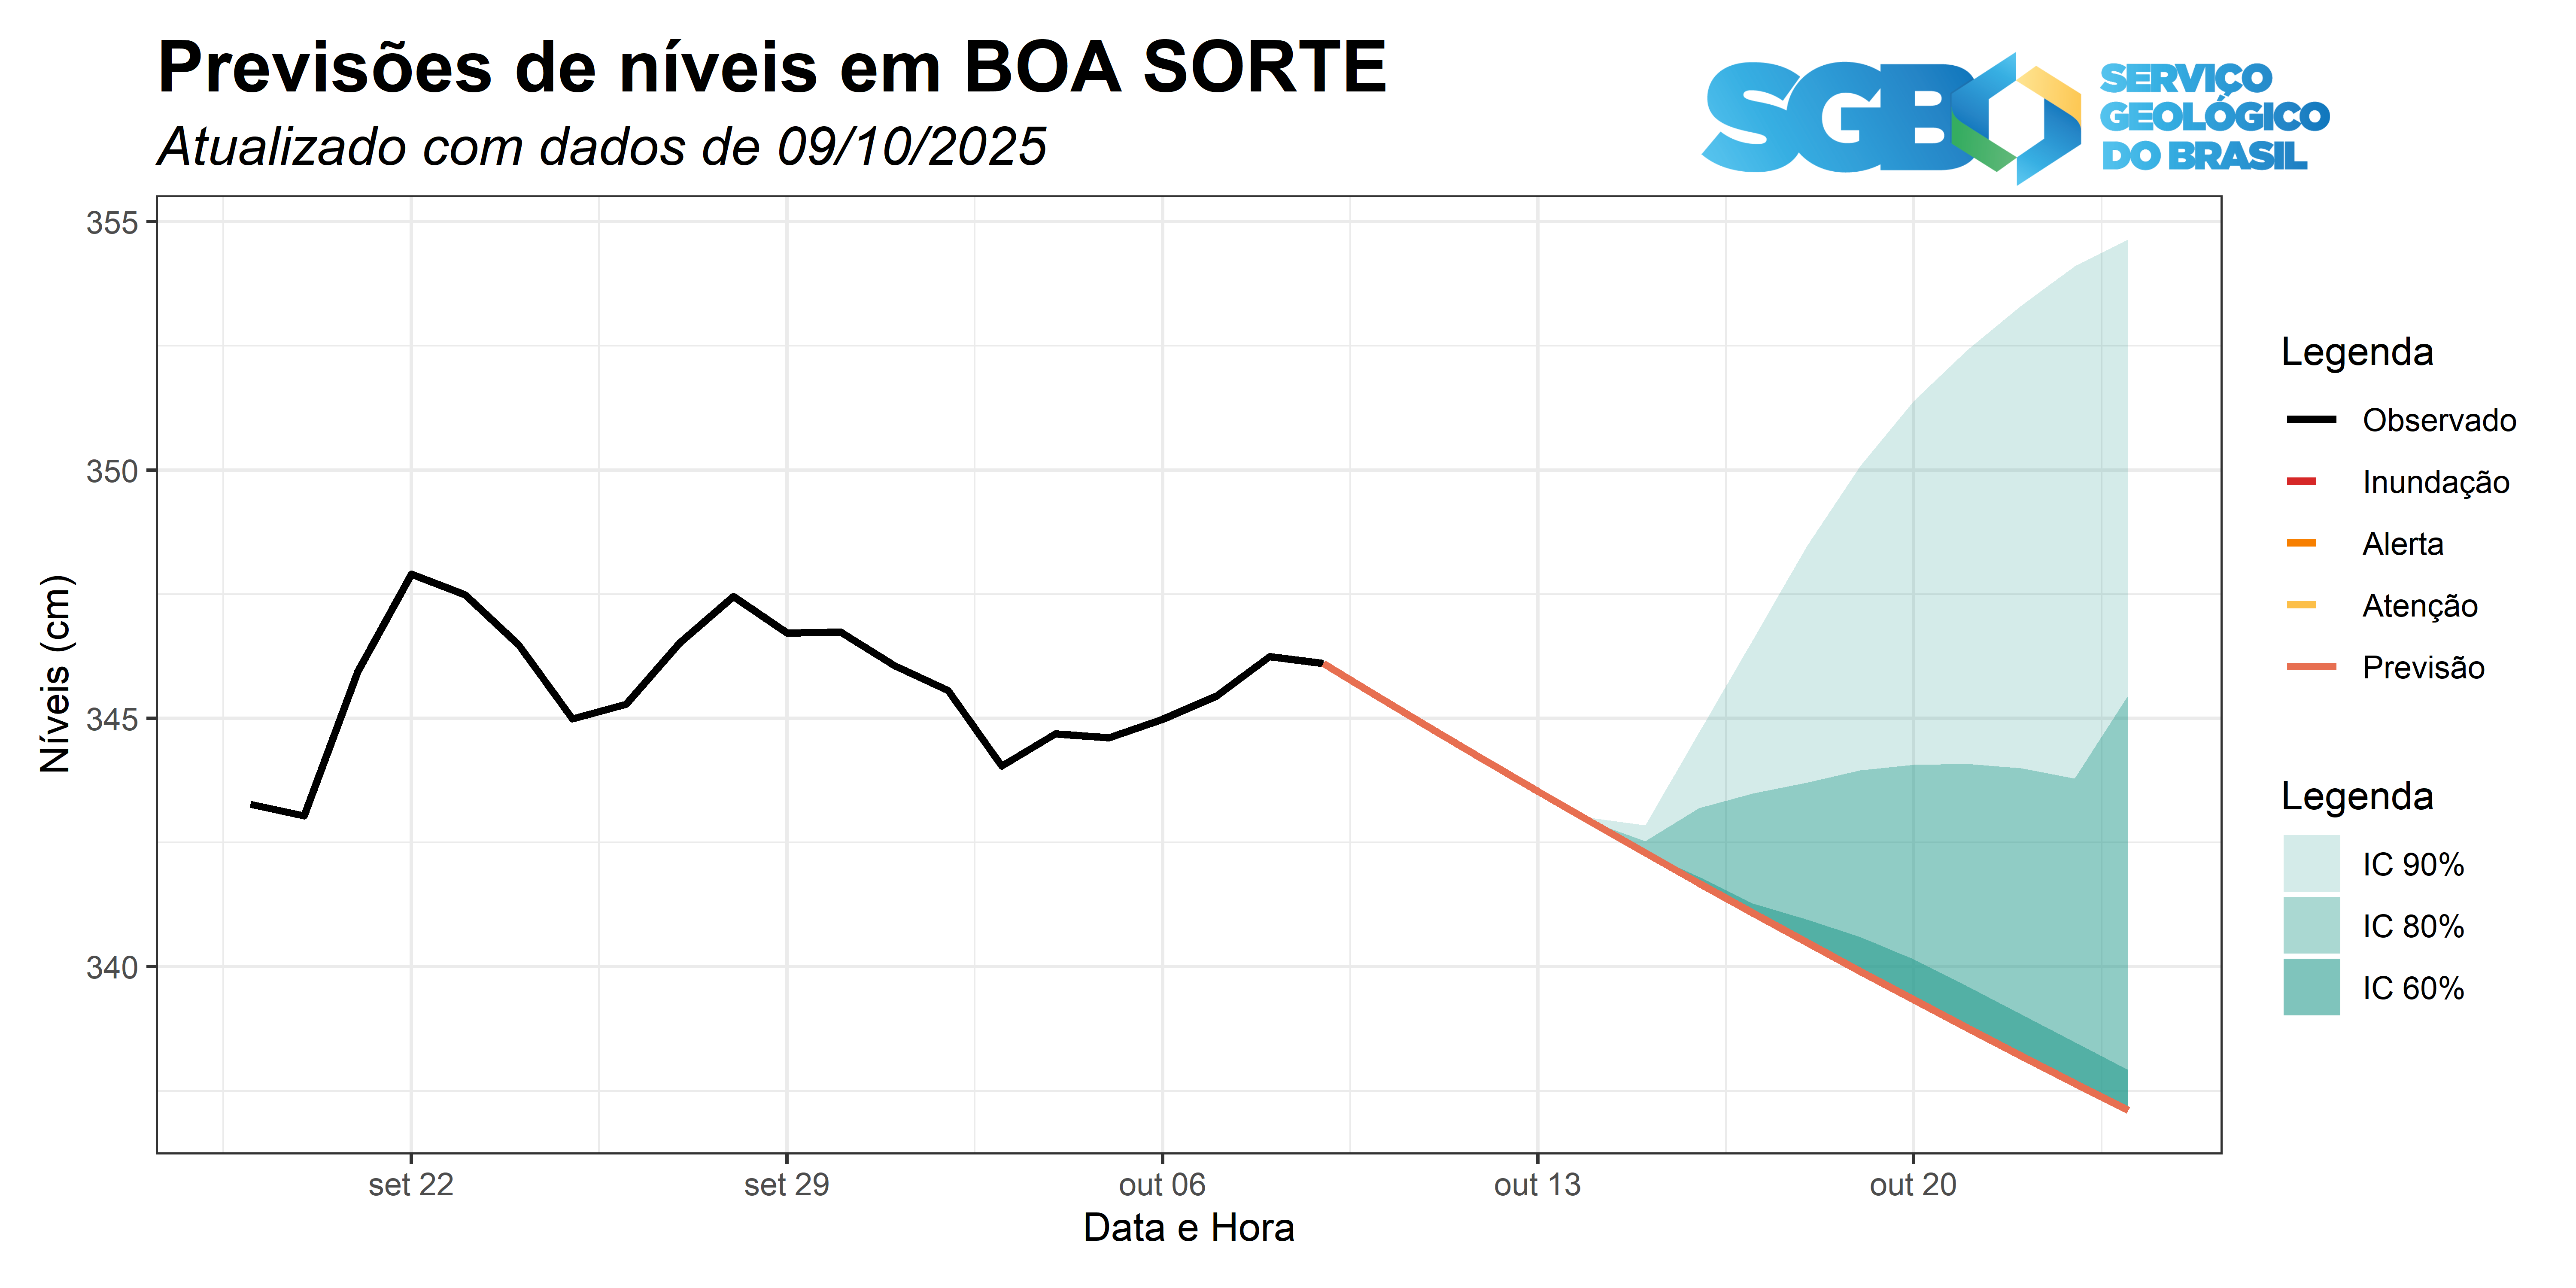 Previsões de níveis em BOA SORTE
Atualizado com dados de 09/10/2025
SGB
SERVIÇO
GEOLÓGICO
DO BRASIL
355
350
345
340
Níveis (cm)
set 22
set 29
out 06
out 13
out 20
Data e Hora
Legenda
Observado
Inundação
Alerta
Atenção
Previsão
Legenda
IC 90%
IC 80%
IC 60%